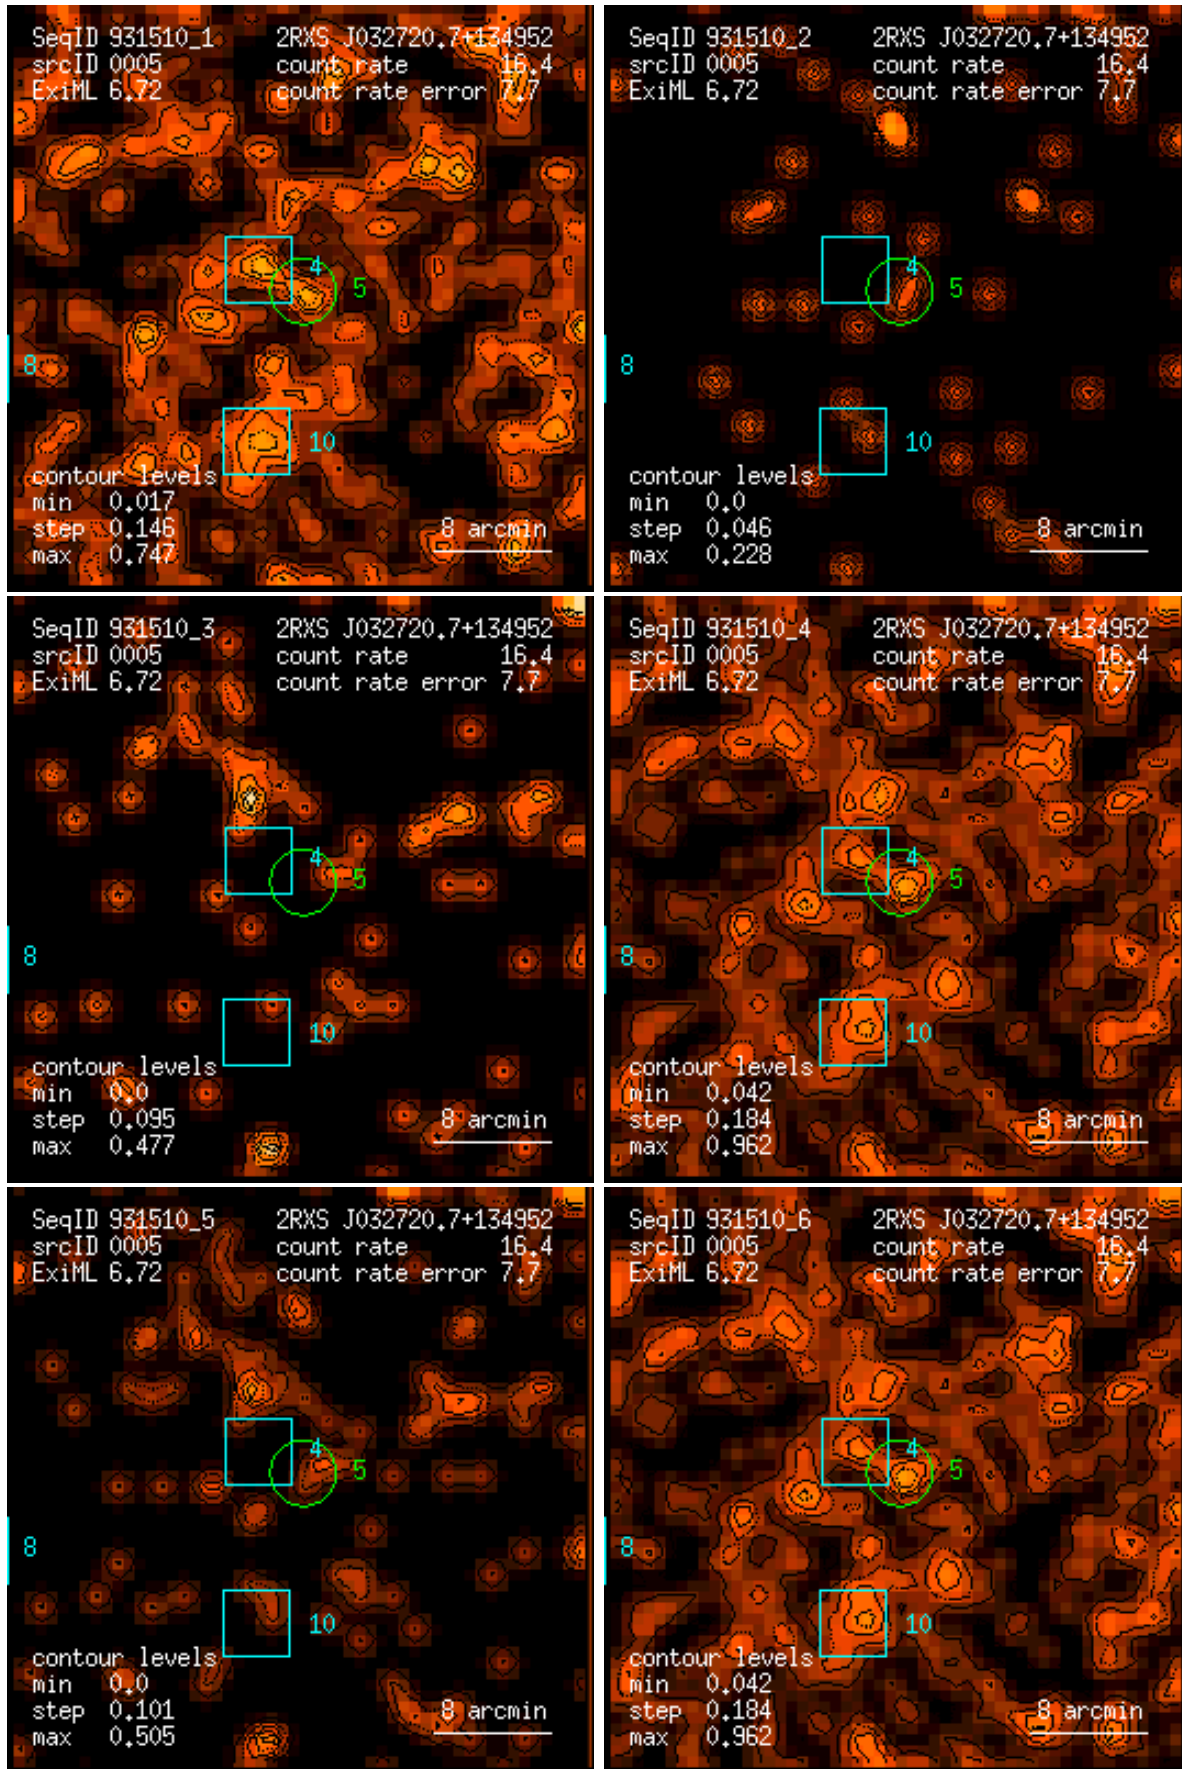 SeqID 931510_1 2RXS J032720.7+134952
srcID 0005 count rate 16.4
ExiML 6.72 count rate error 7.7
4
5
8
10
contour levels
min 0.017
step 0.146 8 arcmin
max 0.747
SeqID 931510_2 2RXS J032720.7+134952
srcID 0005 count rate 16.4
ExiML 6.72 count rate error 7.7
4
5
8
10
contour levels
min 0.0
step 0.046 8 arcmin
max 0.228
SeqID 931510_3 2RXS J032720.7+134952
srcID 0005 count rate 16.4
ExiML 6.72 count rate error 7.7
4
5
8
10
contour levels
min 0.0
step 0.095 8 arcmin
max 0.477
SeqID 931510_4 2RXS J032720.7+134952
srcID 0005 count rate 16.4
ExiML 6.72 count rate error 7.7
4
5
8
10
contour levels
min 0.042
step 0.184 8 arcmin
max 0.962
SeqID 931510_5 2RXS J032720.7+134952
srcID 0005 count rate 16.4
ExiML 6.72 count rate error 7.7
4
5
8
10
contour levels
min 0.0
step 0.101 8 arcmin
max 0.505
SeqID 931510_6 2RXS J032720.7+134952
srcID 0005 count rate 16.4
ExiML 6.72 count rate error 7.7
4
5
8
10
contour levels
min 0.042
step 0.184 8 arcmin
max 0.962